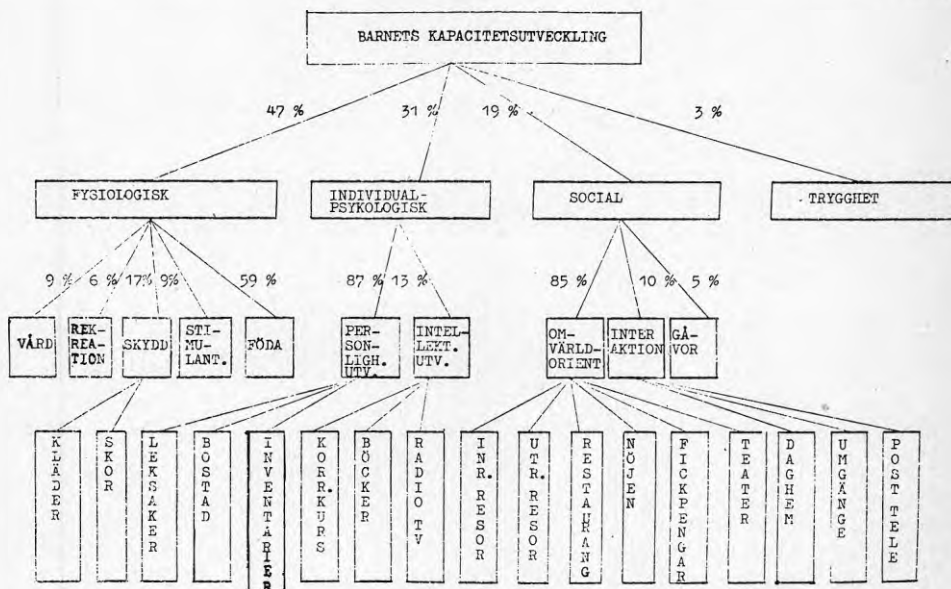 BARNETS KAPACITETSUTVECKLING
47 %
31 %
19 %
3 %
FYSIOLOGISK
INDIVIDUAL-
PSYKOLOGISK
SOCIAL
TRYGGHET
9 %
6 %
17%
9%
59 %
87 %
13 %
85 %
10 %
5 %
VÅRD
REK-
REA-
TION
SKYDD
STI-
MU-
LANT.
FÖDA
PER-
SON-
LIGH.
UTV.
INTEL-
LEKT.
UTV.
OM-
VÄRLD-
ORIENT
INTER
AKTION
GÅ-
VOR
KLÄDER
SKOR
LEKSAKER
BOSTAD
INVENTARIER
KORRKURS
BÖCKER
RADIO TV
INR. RESOR
UTR. RESOR
RESTAURANG
NÖJEN
FICKPENGAR
TEATER
DAGHEM
UMGÄNGE
POST TELE